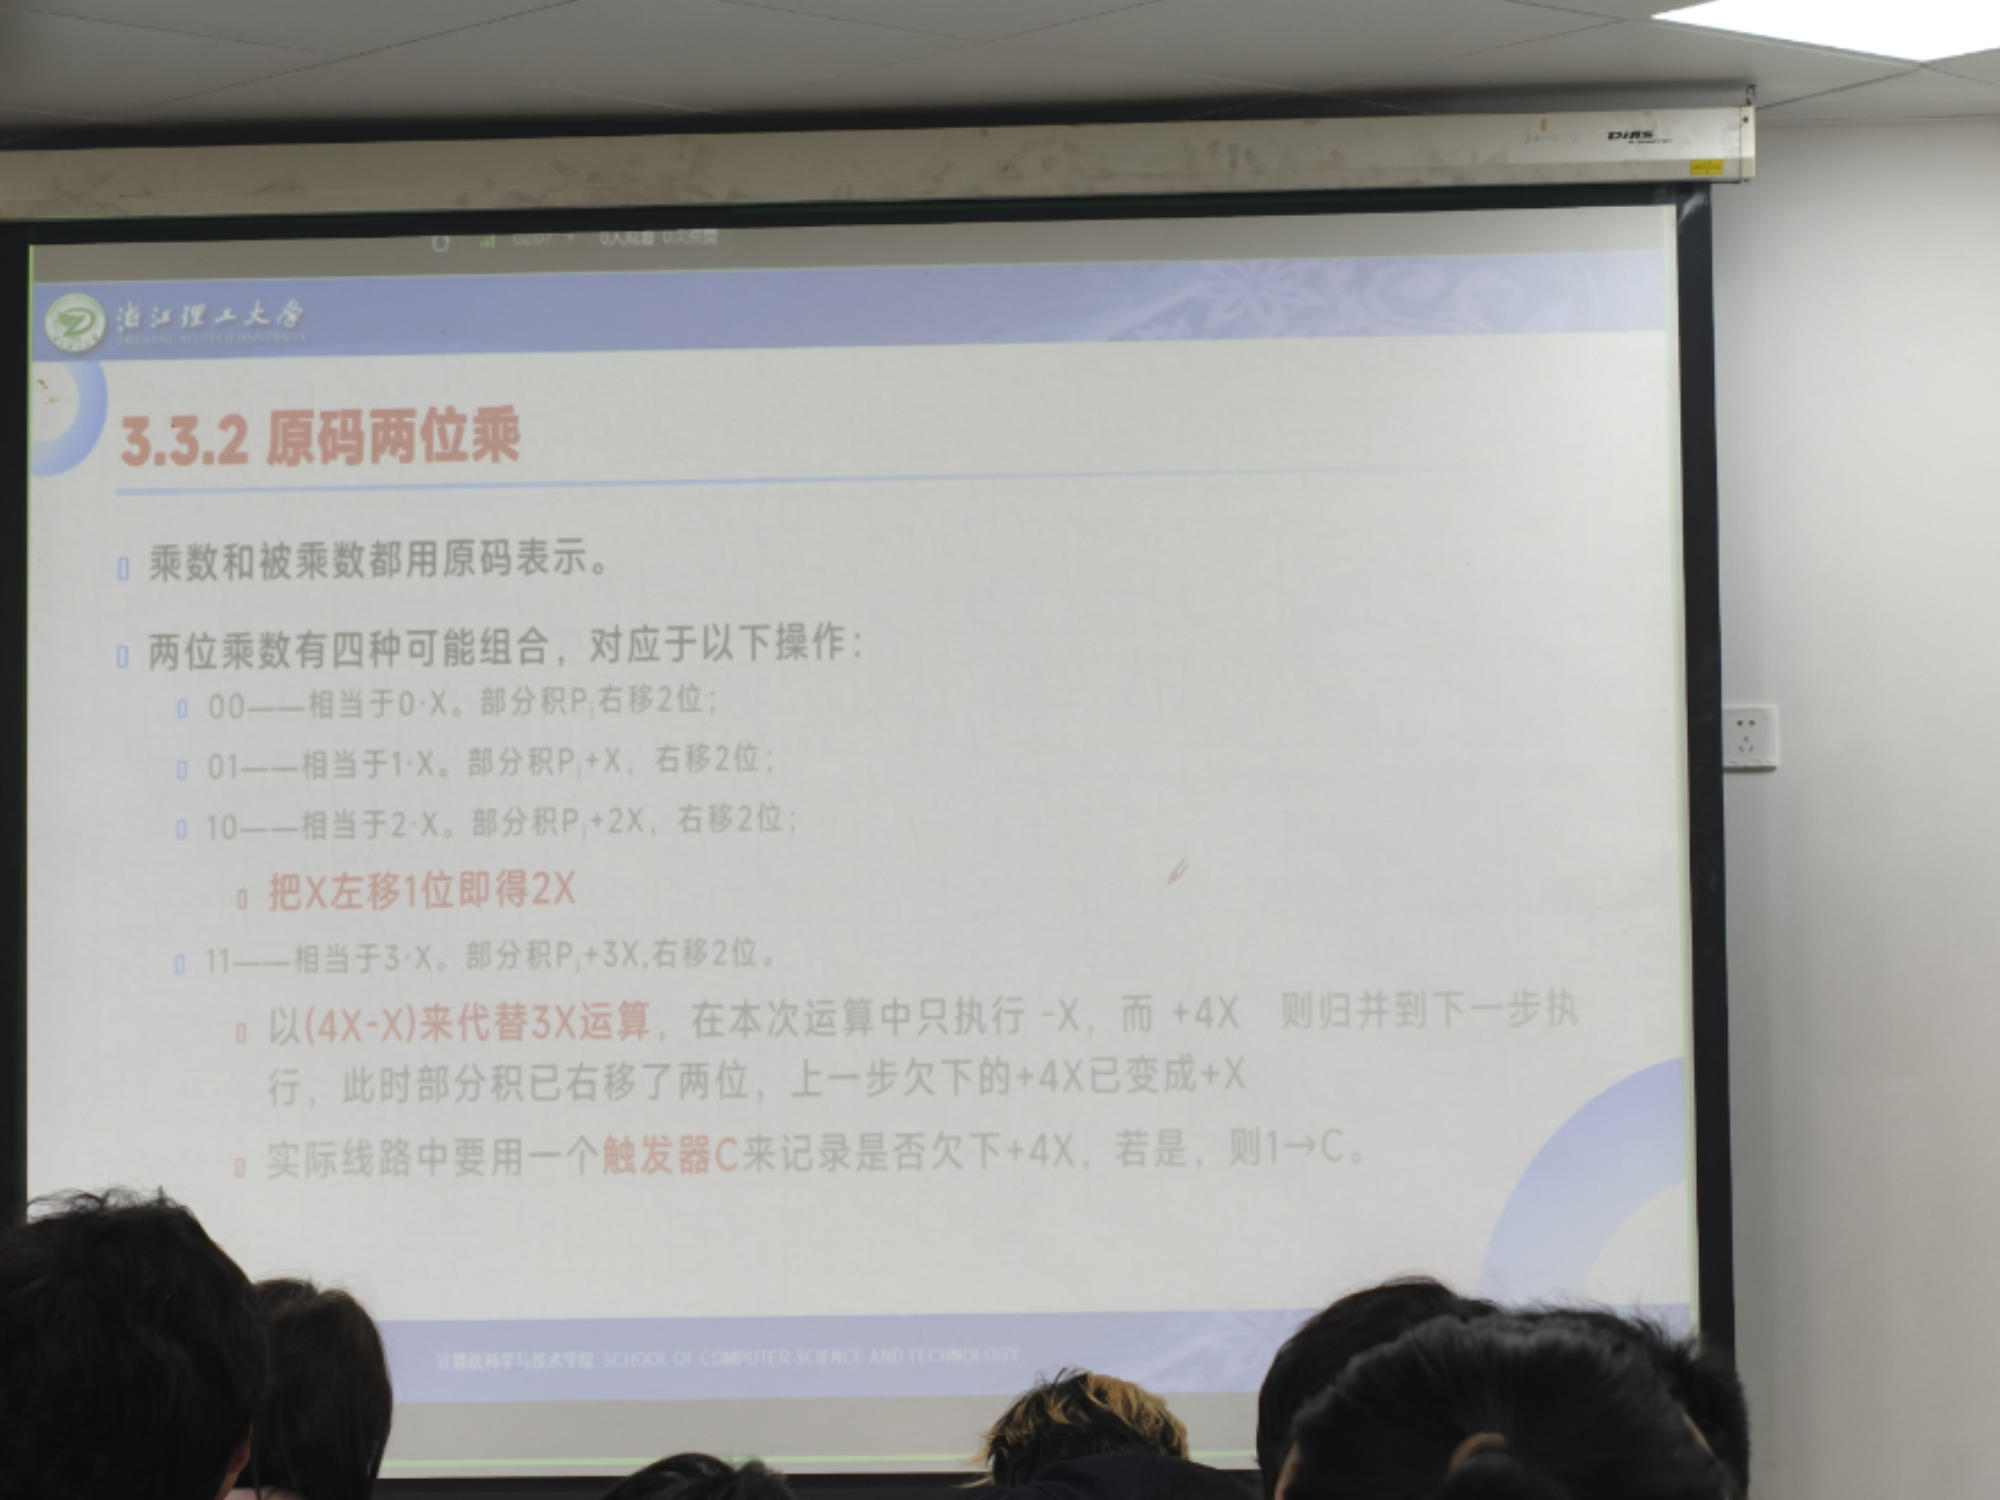 浙江理工大学
3.3.2 原码两位乘
乘数和被乘数都用原码表示。
两位乘数有四种可能组合，对应于以下操作：
00——相当于0·X。部分积Pi右移2位；
01——相当于1·X。部分积Pi+X，右移2位；
10——相当于2·X。部分积Pi+2X，右移2位；
把X左移1位即得2X
11——相当于3·X。部分积Pi+3X,右移2位。
以(4X-X)来代替3X运算，在本次运算中只执行 -X，而 +4X 则归并到下一步执
行，此时部分积已右移了两位，上一步欠下的+4X已变成+X
实际线路中要用一个触发器C来记录是否欠下+4X，若是，则1→C。
计算机科学与技术学院 SCHOOL OF COMPUTER SCIENCE AND TECHNOLOGY